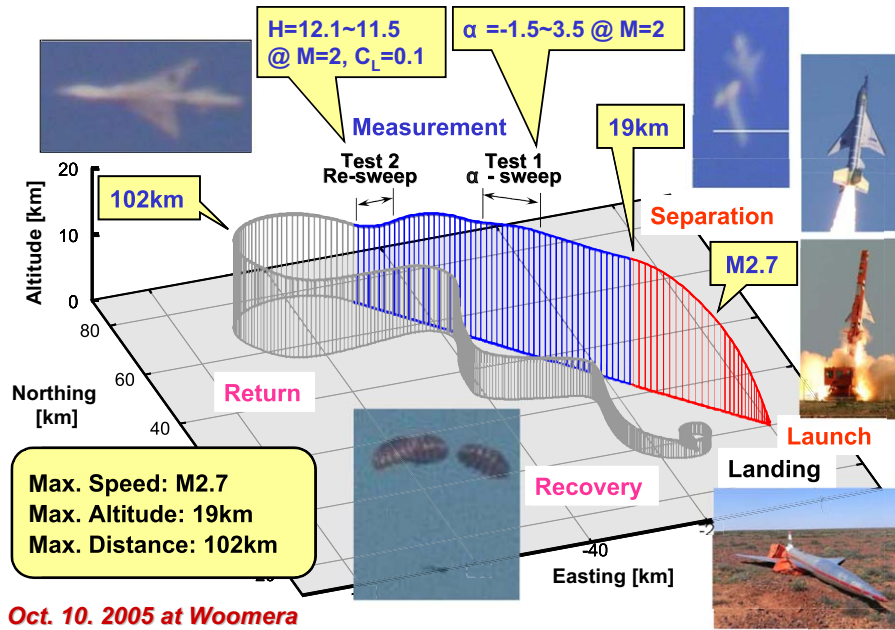 H=12.1~11.5
@ M=2, CL=0.1
α =-1.5~3.5 @ M=2
Measurement
19km
Test 2
Re-sweep
Test 1
α - sweep
102km
Separation
M2.7
Altitude [km]
20
10
0
80
60
40
Northing
[km]
Return
Launch
Landing
Recovery
Max. Speed: M2.7
Max. Altitude: 19km
Max. Distance: 102km
-40
Easting [km]
Oct. 10. 2005 at Woomera